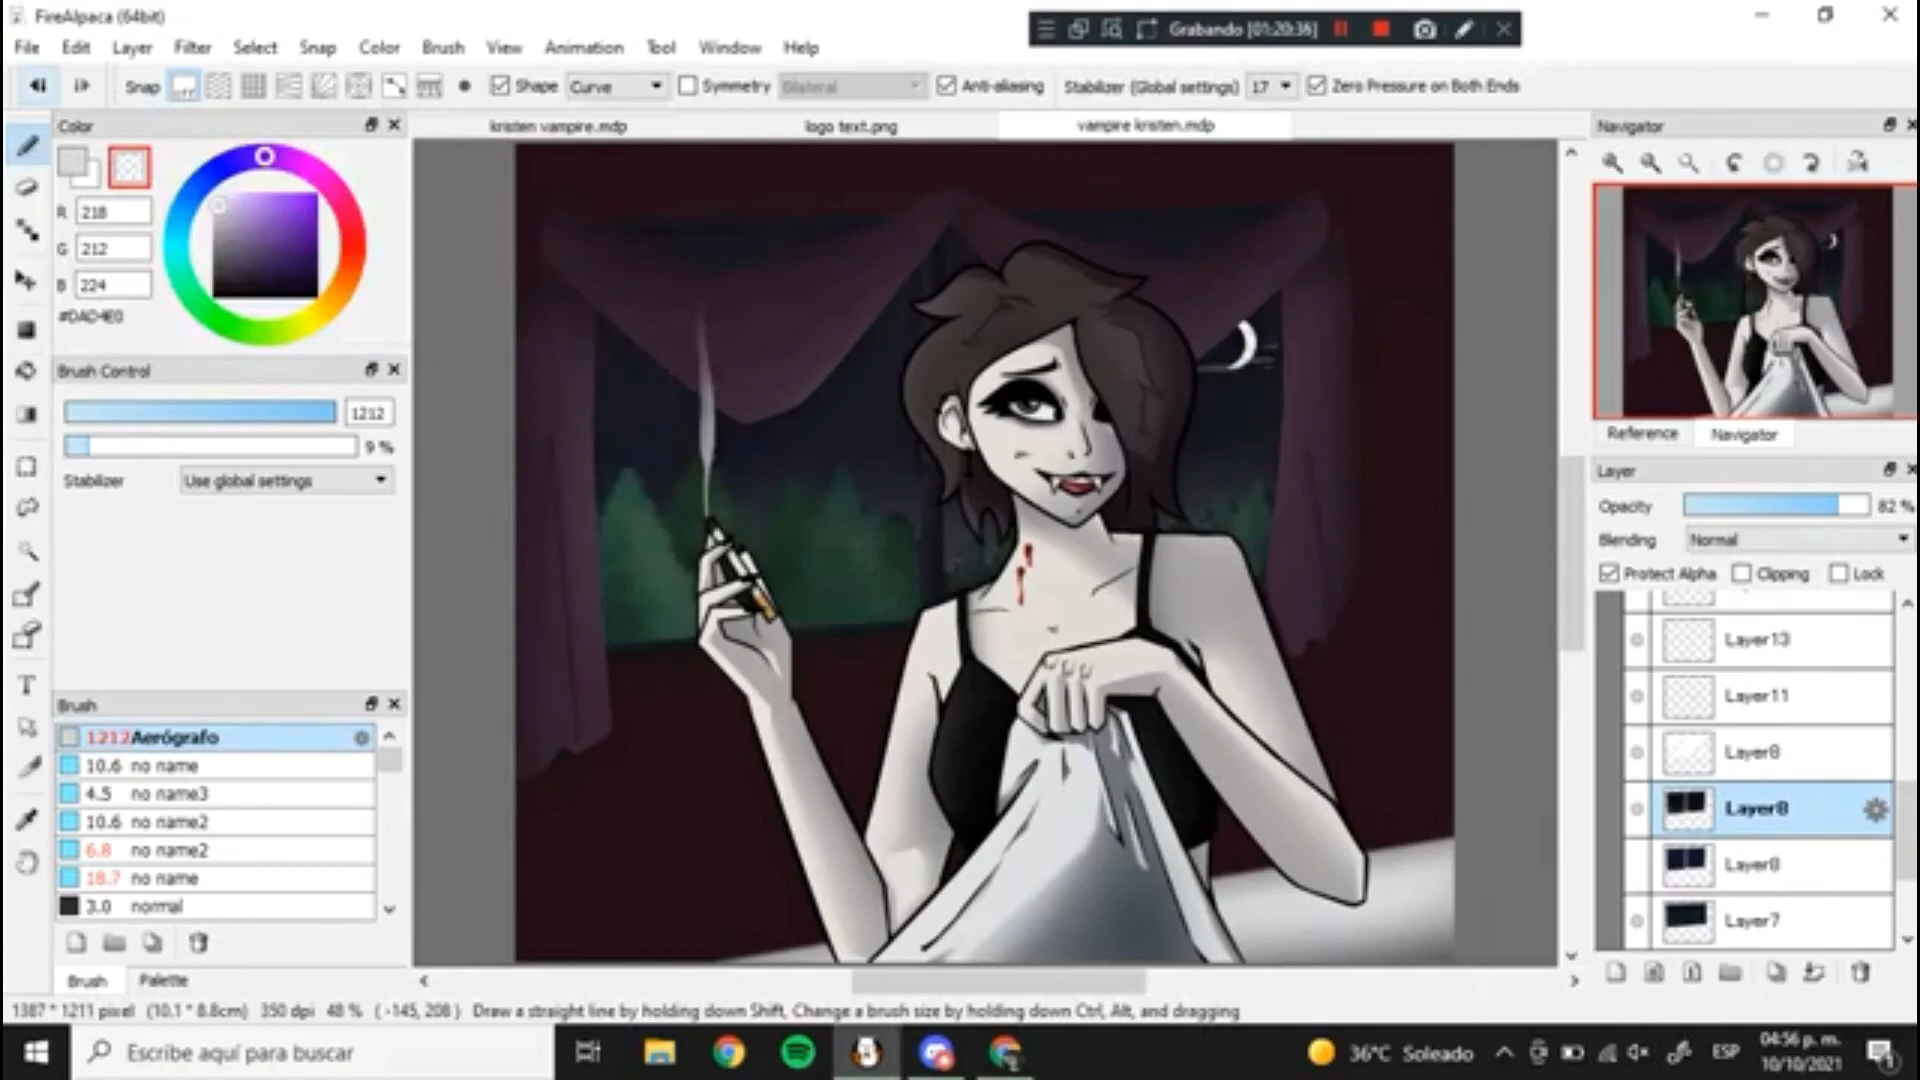 FireAlpaca (64bit)
Grabando [01:20:36]
File Edit Layer Filter Select Snap Color Brush View Animation Tool Window Help
Snap Shape Curve Symmetry Bilateral Anti-aliasing Stabilizer (Global settings) 17 Zero Pressure on Both Ends
Color
kristen vampire.mdp logo text.png vampire kristen.mdp
Navigator
R 218
G 212
B 224
#DAD4E0
Brush Control
1212
9 %
Stabilizer Use global settings
Reference Navigator
Layer
Opacity 82 %
Blending Normal
Protect Alpha Clipping Lock
Layer13
Layer11
Layer8
Layer8
Layer8
Layer7
Brush
1212 Aerógrafo
10.6 no name
4.5 no name3
10.6 no name2
6.8 no name2
18.7 no name
3.0 normal
Brush Palette
1387 * 1211 pixel (10.1 * 8.8cm) 350 dpi 48 % ( -145, 208 ) Draw a straight line by holding down Shift, Change a brush size by holding down Ctrl, Alt, and dragging
Escribe aquí para buscar
36°C Soleado
ESP
04:56 p. m.
10/10/2021
1